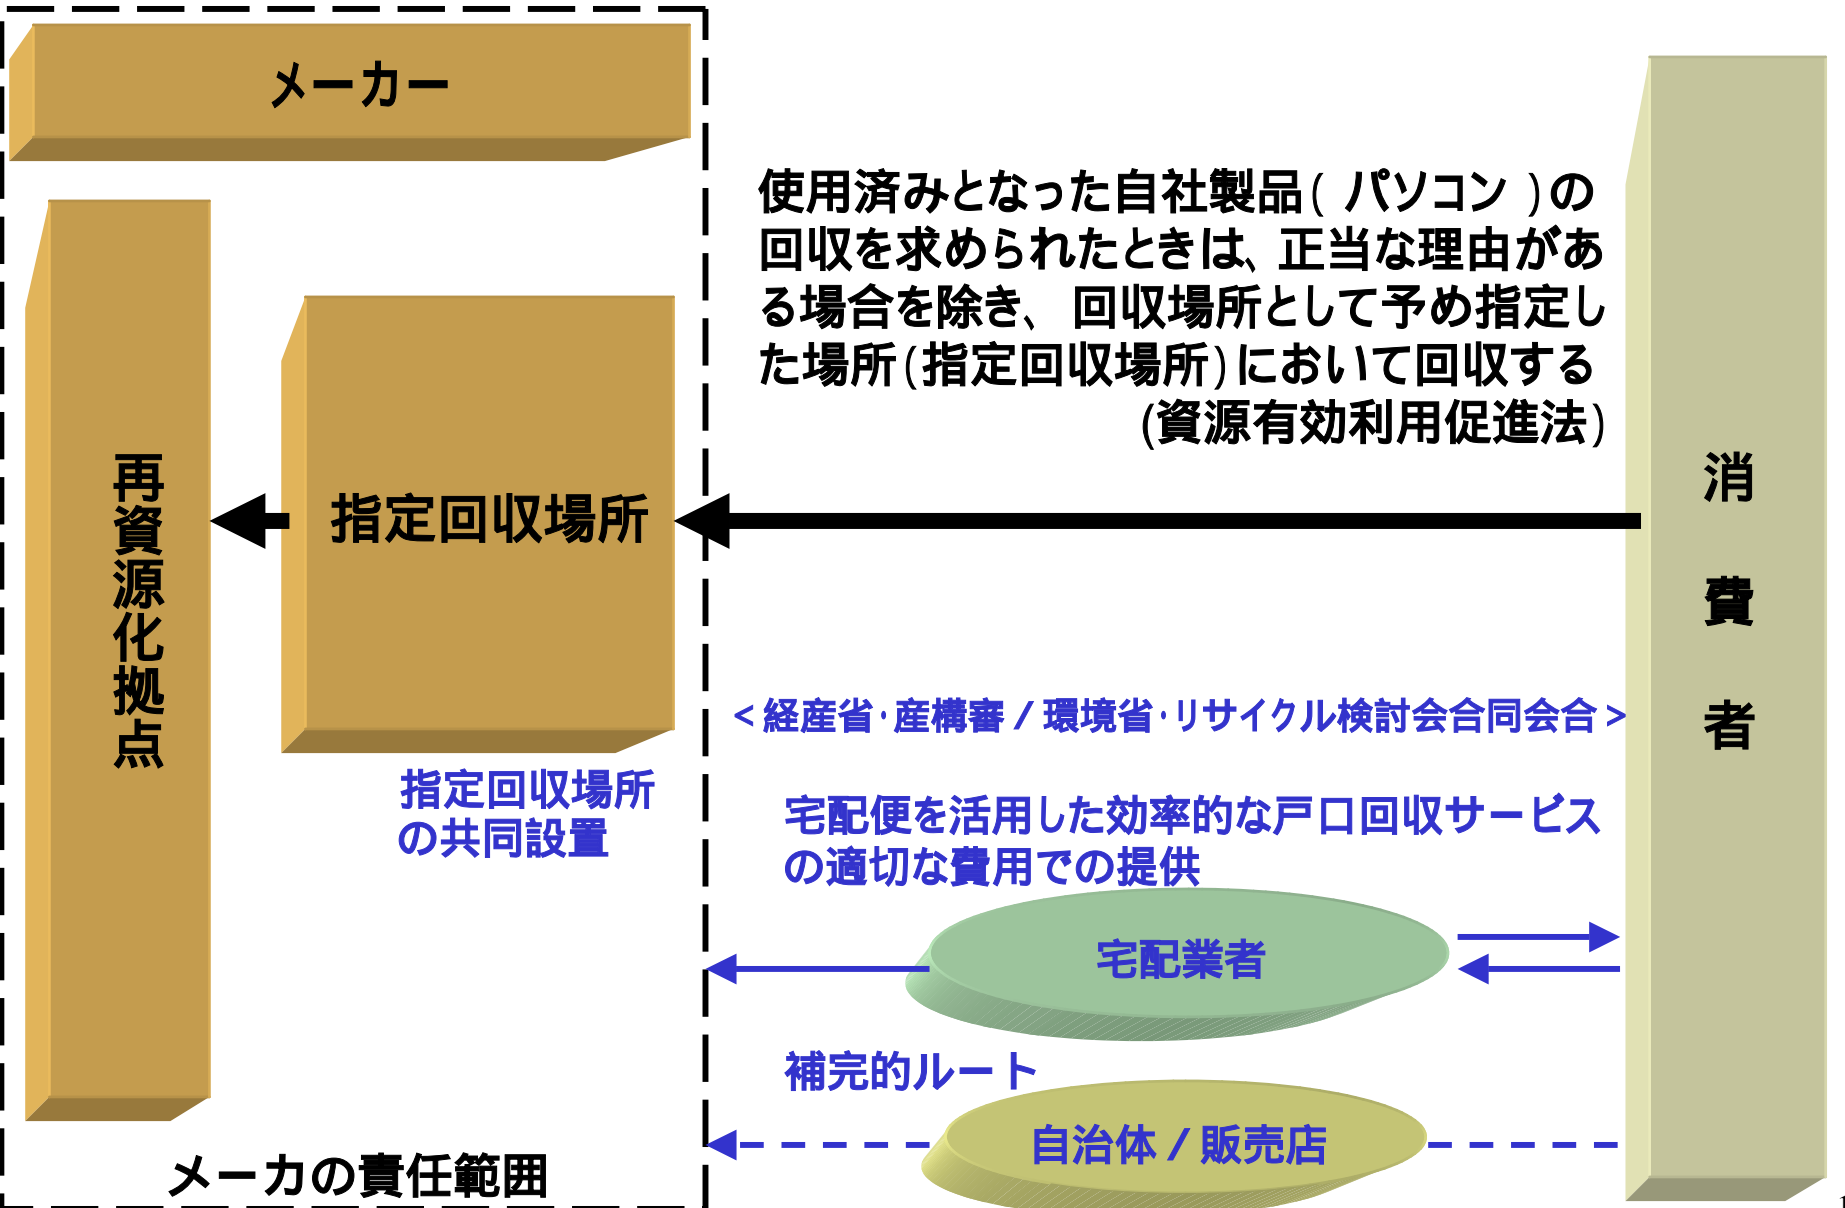 メーカー
使用済みとなった自社製品( パソコン )の
回収を求められたときは、正当な理由があ
る場合を除き、 回収場所として予め指定し
た場所(指定回収場所)において回収する
(資源有効利用促進法)
再資源化拠点
指定回収場所
消費者
<経産省・産構審/環境省・リサイクル検討会合同会合>
指定回収場所
の共同設置
宅配便を活用した効率的な戸口回収サービス
の適切な費用での提供
宅配業者
補完的ルート
自治体/販売店
メーカの責任範囲
1